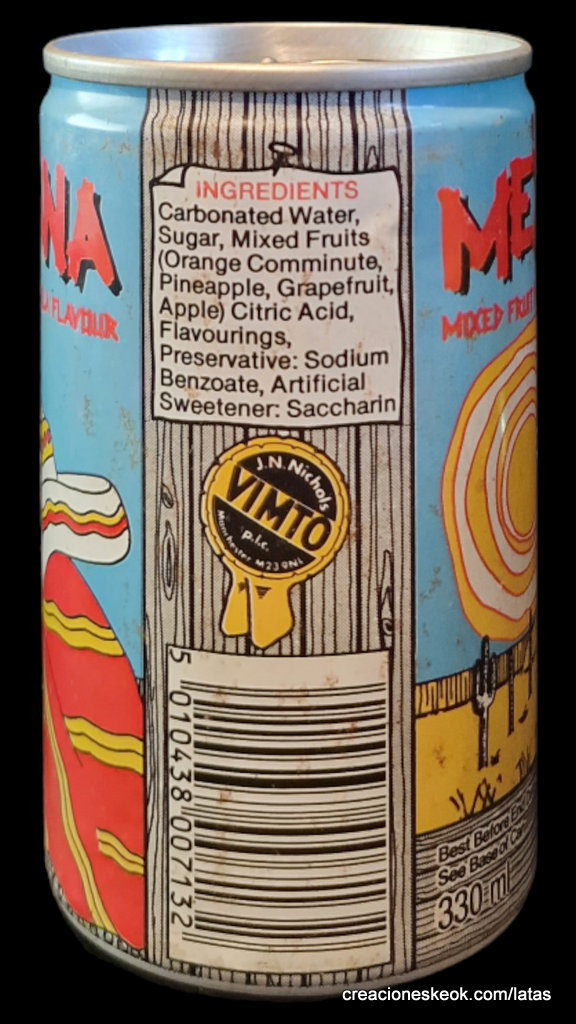 NA
LA FLAVOUR
INGREDIENTS
Carbonated Water,
Sugar, Mixed Fruits
(Orange Comminute,
Pineapple, Grapefruit,
Apple) Citric Acid,
Flavourings,
Preservative: Sodium
Benzoate, Artificial
Sweetener: Saccharin
J.N. Nichols
VIMTO
p.l.c.
Manchester M23 9NL
5 010438 007132
ME
MIXED FRUIT
Best Before End
See Base of Can
330 ml
creacioneskeok.com/latas